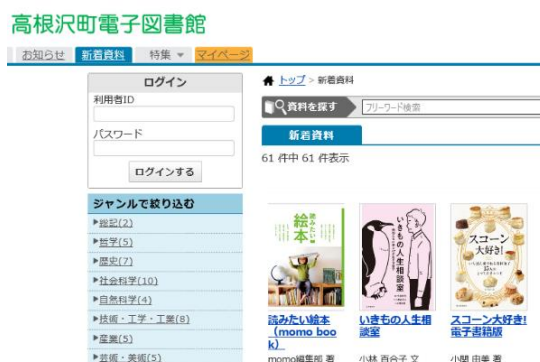 高根沢町電子図書館
お知らせ 新着資料 特集 ▼ マイページ
ログイン
利用者ID
パスワード
ログインする
トップ > 新着資料
資料を探す フリーワード検索
新着資料
61 件中 61 件表示
ジャンルで絞り込む
▶総記(2)
▶哲学(5)
▶歴史(7)
▶社会科学(10)
▶自然科学(4)
▶技術・工学・工業(8)
▶産業(5)
▶芸術・美術(5)
読みたい絵本
いきもの人生相談室
スコーン大好き!
読みたい絵本
(momo boo
k)
momo編集部 著
いきもの人生相
談室
小林 百合子 文
スコーン大好き!
電子書籍版
小関 由美 著